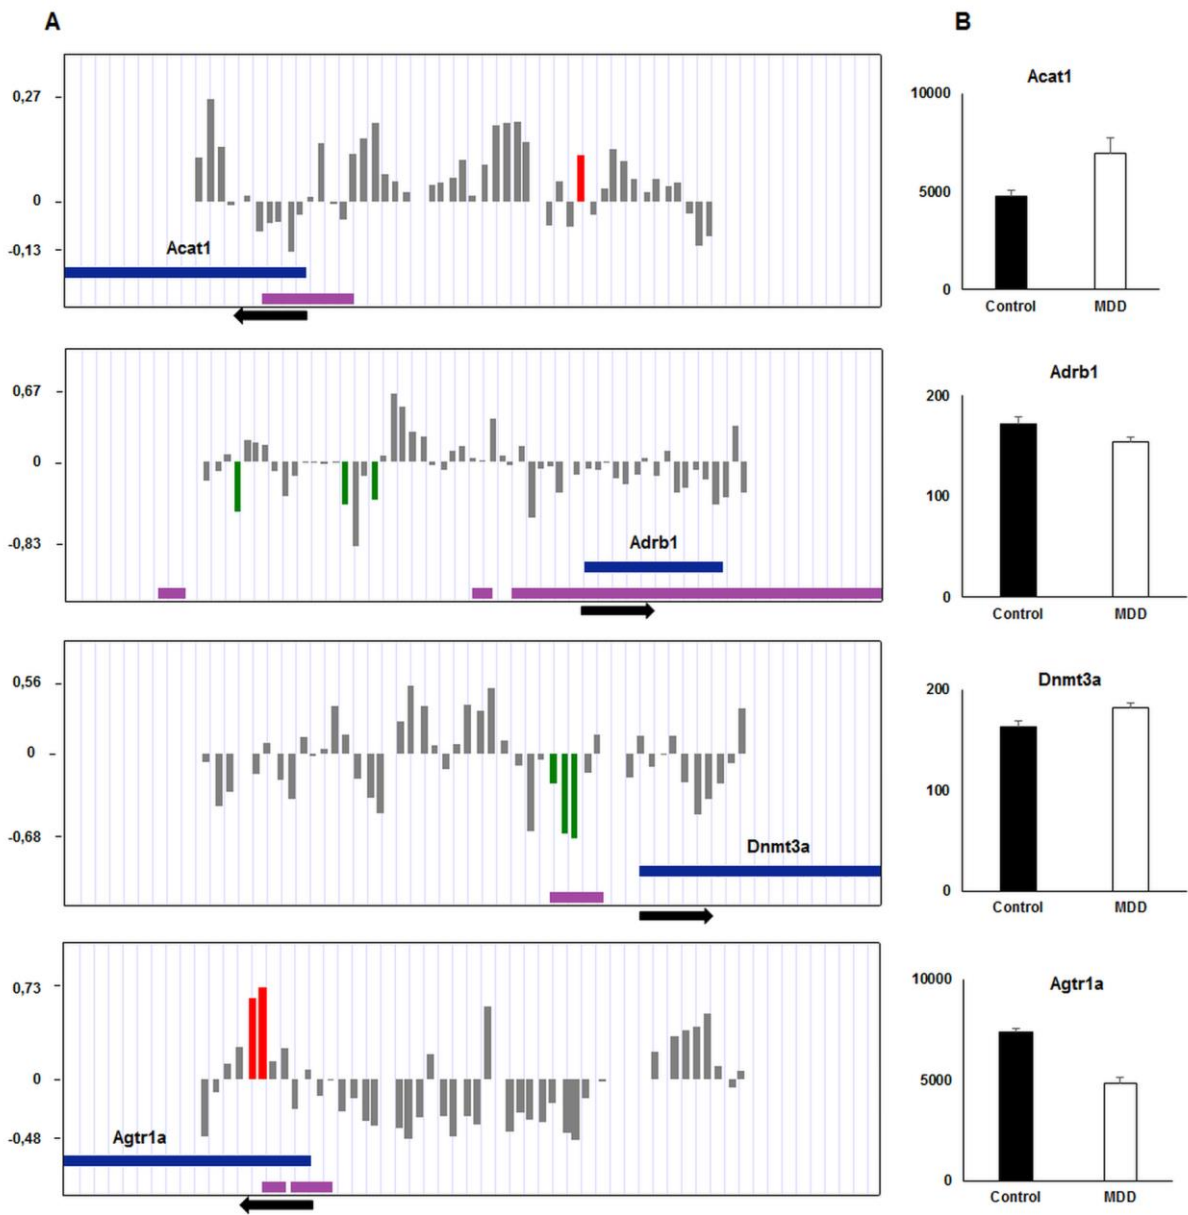 A
B
0,27
0
-0,13
Acat1
Acat1
10000
5000
0
Control MDD
0,67
0
-0,83
Adrb1
Adrb1
200
100
0
Control MDD
0,56
0
-0,68
Dnmt3a
Dnmt3a
200
100
0
Control MDD
0,73
0
-0,48
Agtr1a
Agtr1a
10000
5000
0
Control MDD